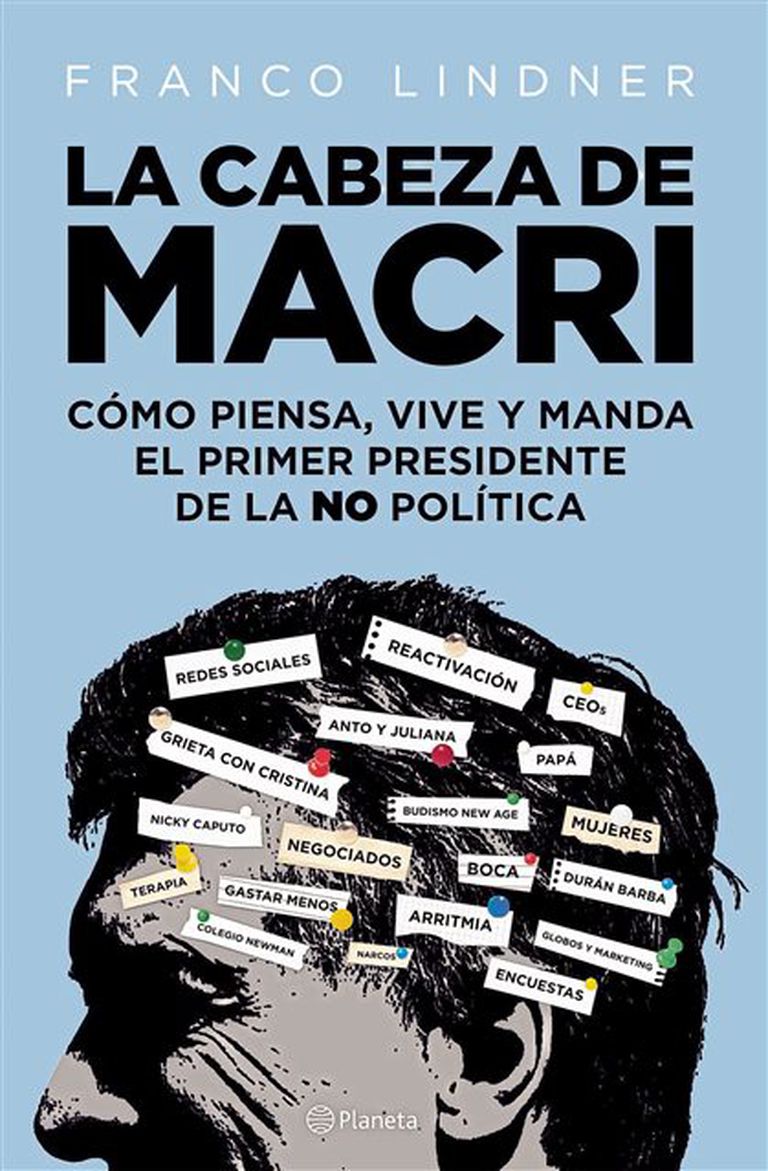 FRANCO LINDNER
LA CABEZA DE
MACRI
CÓMO PIENSA, VIVE Y MANDA
EL PRIMER PRESIDENTE
DE LA NO POLÍTICA
REDES SOCIALES
REACTIVACIÓN
CEOs
ANTO Y JULIANA
GRIETA CON CRISTINA
PAPÁ
NICKY CAPUTO
BUDISMO NEW AGE
MUJERES
NEGOCIADOS
BOCA
DURÁN BARBA
TERAPIA
GASTAR MENOS
ARRITMIA
COLEGIO NEWMAN
NARCOS
GLOBOS Y MARKETING
ENCUESTAS
Planeta